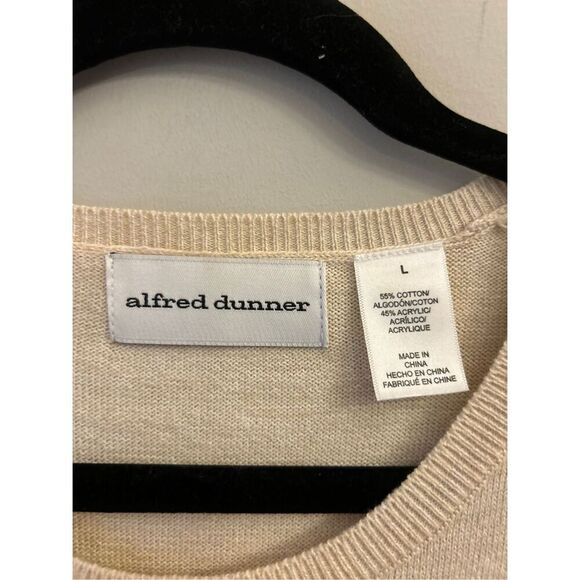 alfred dunner
L
55% COTTON/
ALGODÓN/COTON
45% ACRYLIC/
ACRÍLICO/
ACRYLIQUE
MADE IN
CHINA
HECHO EN CHINA
FABRIQUÉ EN CHINE